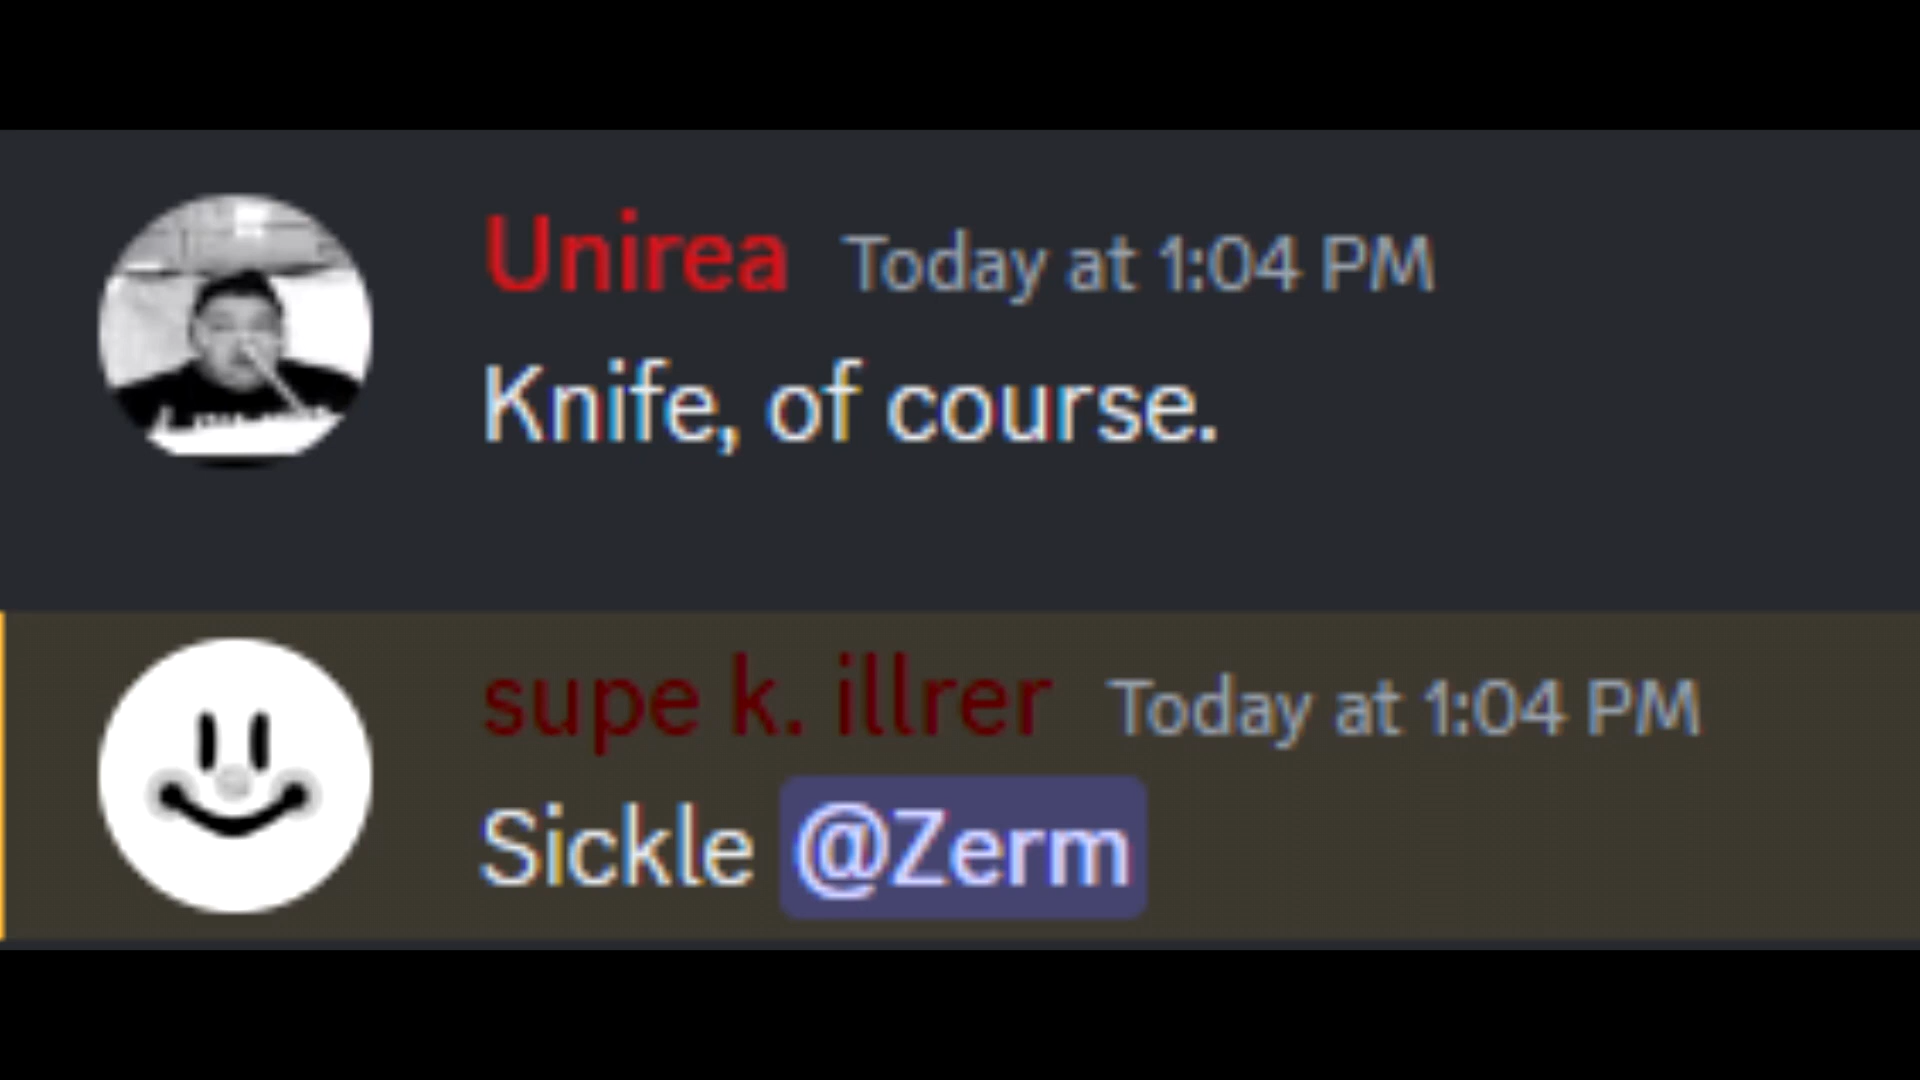 Unirea Today at 1:04 PM
Knife, of course.
supe k. illrer Today at 1:04 PM
Sickle @Zerm